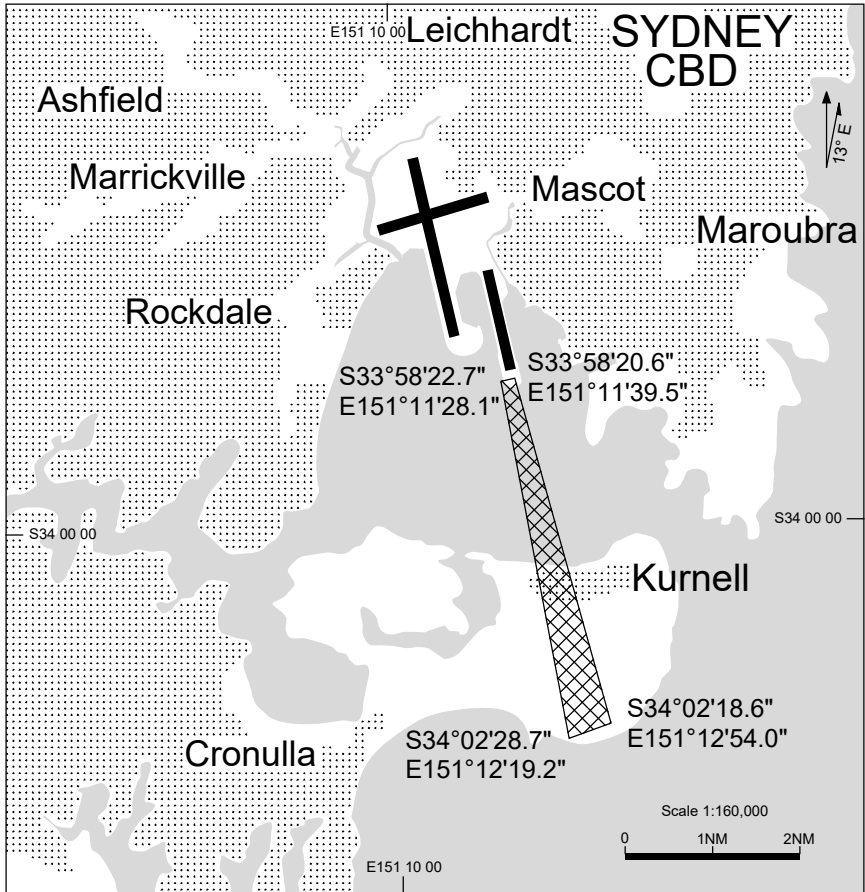 E151 10 00
Leichhardt
SYDNEY
CBD
Ashfield
13° E
Marrickville
Mascot
Maroubra
Rockdale
S33°58'22.7"
E151°11'28.1"
S33°58'20.6"
E151°11'39.5"
S34 00 00
S34 00 00
Kurnell
S34°02'18.6"
E151°12'54.0"
S34°02'28.7"
E151°12'19.2"
Cronulla
Scale 1:160,000
0 1NM 2NM
E151 10 00